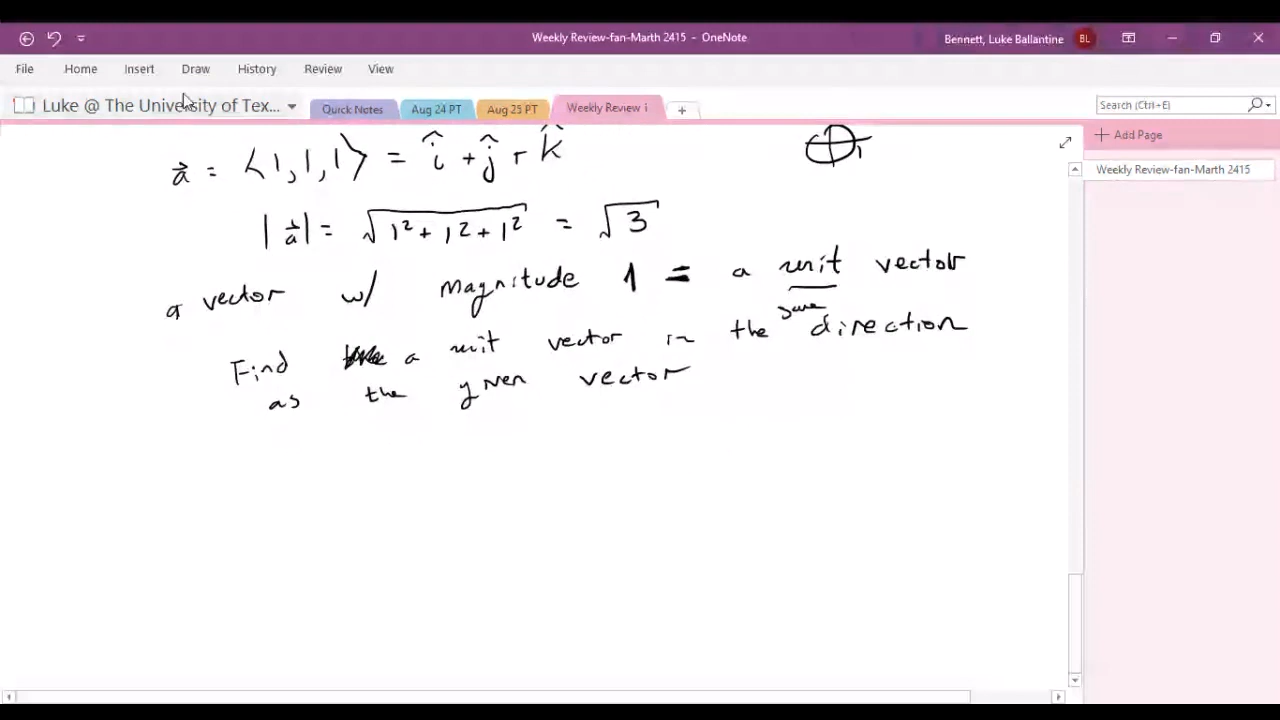 Weekly Review-fan-Marth 2415 - OneNote
Bennett, Luke Ballantine BL
File Home Insert Draw History Review View
Luke @ The University of Tex...
Quick Notes Aug 24 PT Aug 25 PT Weekly Review i
Search (Ctrl+E)
Add Page
Weekly Review-fan-Marth 2415
a⃗ = ⟨1,1,1⟩ = î + ĵ + k̂
|a⃗| = √(1² + 1² + 1²) = √3
a vector w/ magnitude 1 = a unit vector
Find a unit vector in the same direction
as the given vector